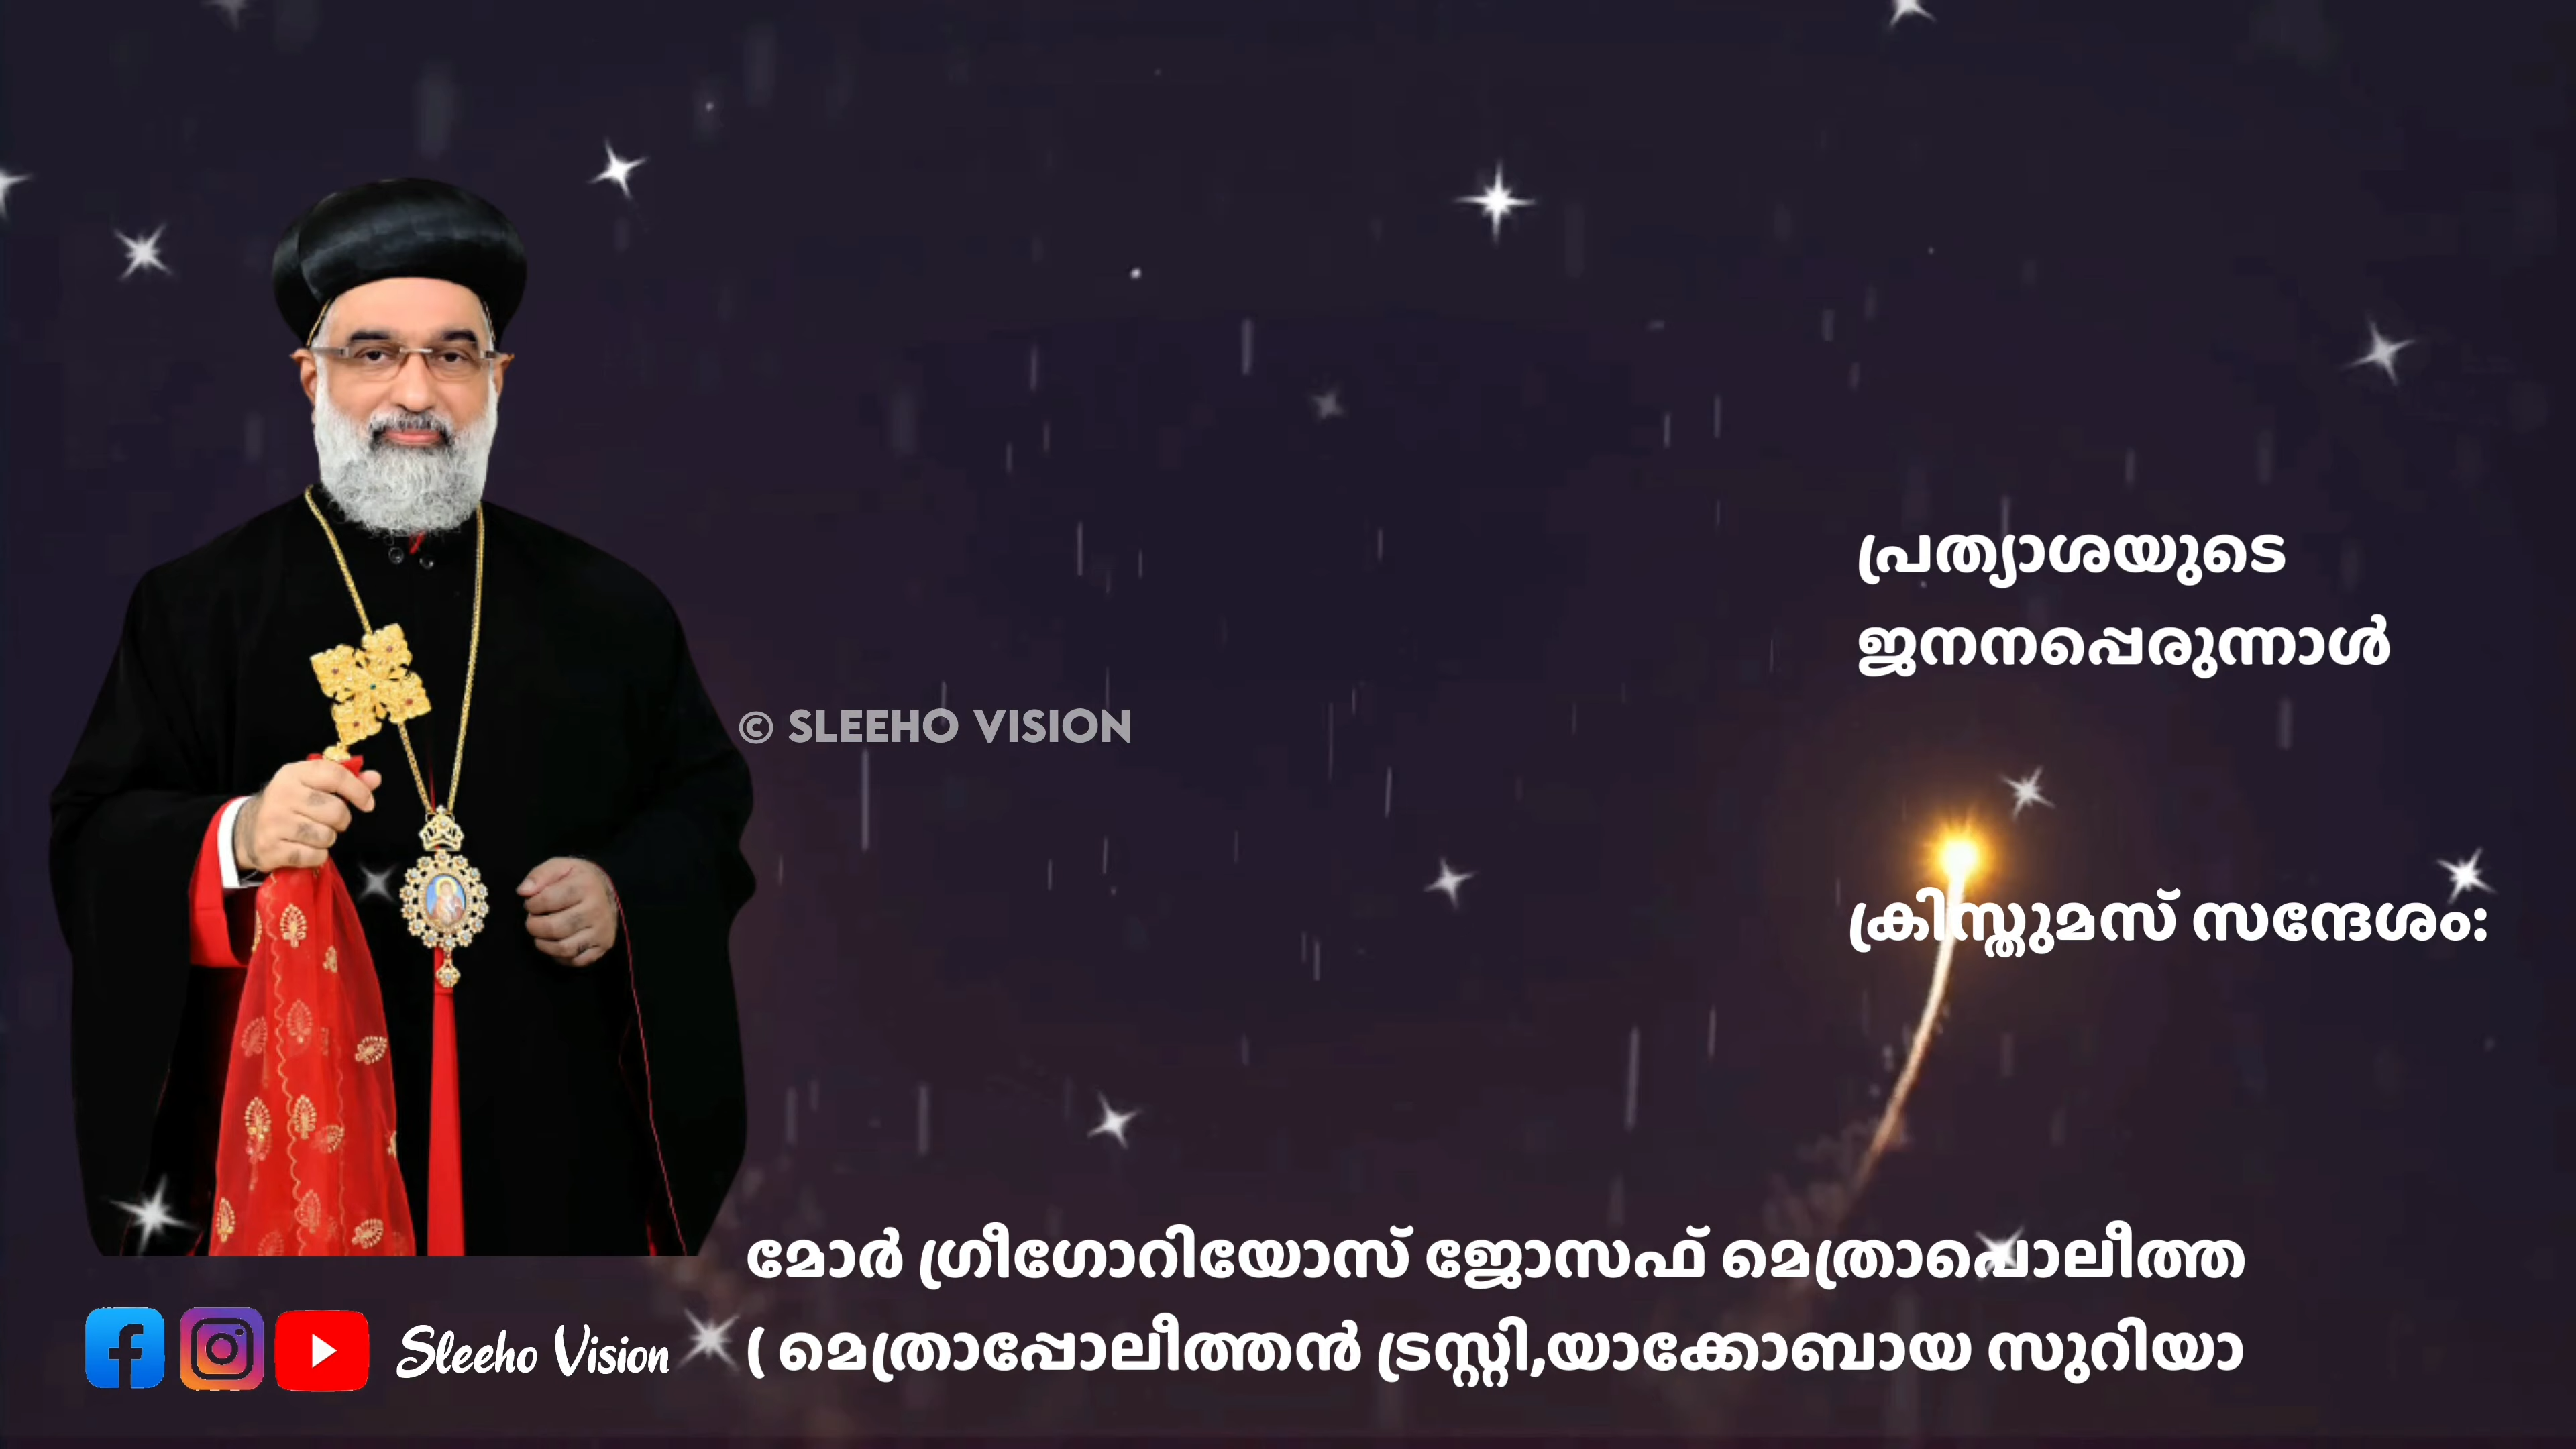 പ്രത്യാശയുടെ
ജനനപ്പെരുന്നാൾ
© SLEEHO VISION
ക്രിസ്തുമസ് സന്ദേശം:
മോർ ഗ്രീഗോറിയോസ് ജോസഫ് മെത്രാപ്പൊലീത്ത
( മെത്രാപ്പോലീത്തൻ ട്രസ്റ്റി,യാക്കോബായ സുറിയാ
Sleeho Vision